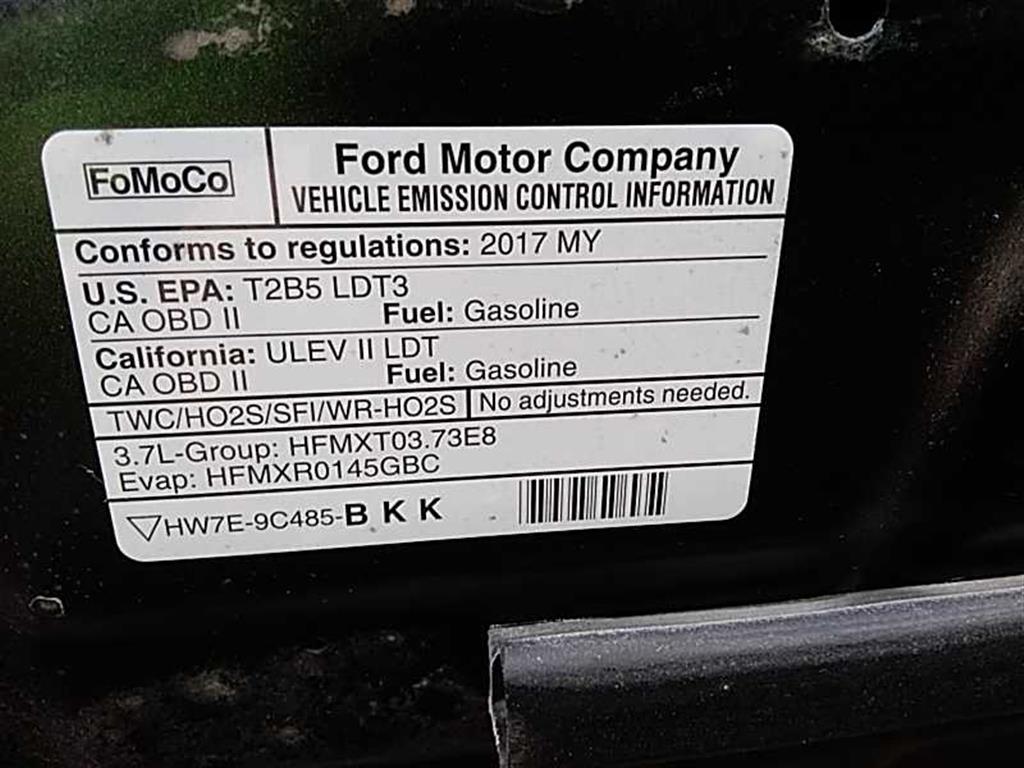 FoMoCo
Ford Motor Company
VEHICLE EMISSION CONTROL INFORMATION
Conforms to regulations: 2017 MY
U.S. EPA: T2B5 LDT3
CA OBD II Fuel: Gasoline
California: ULEV II LDT
CA OBD II Fuel: Gasoline
TWC/HO2S/SFI/WR-HO2S No adjustments needed.
3.7L-Group: HFMXT03.73E8
Evap: HFMXR0145GBC
HW7E-9C485-B K K